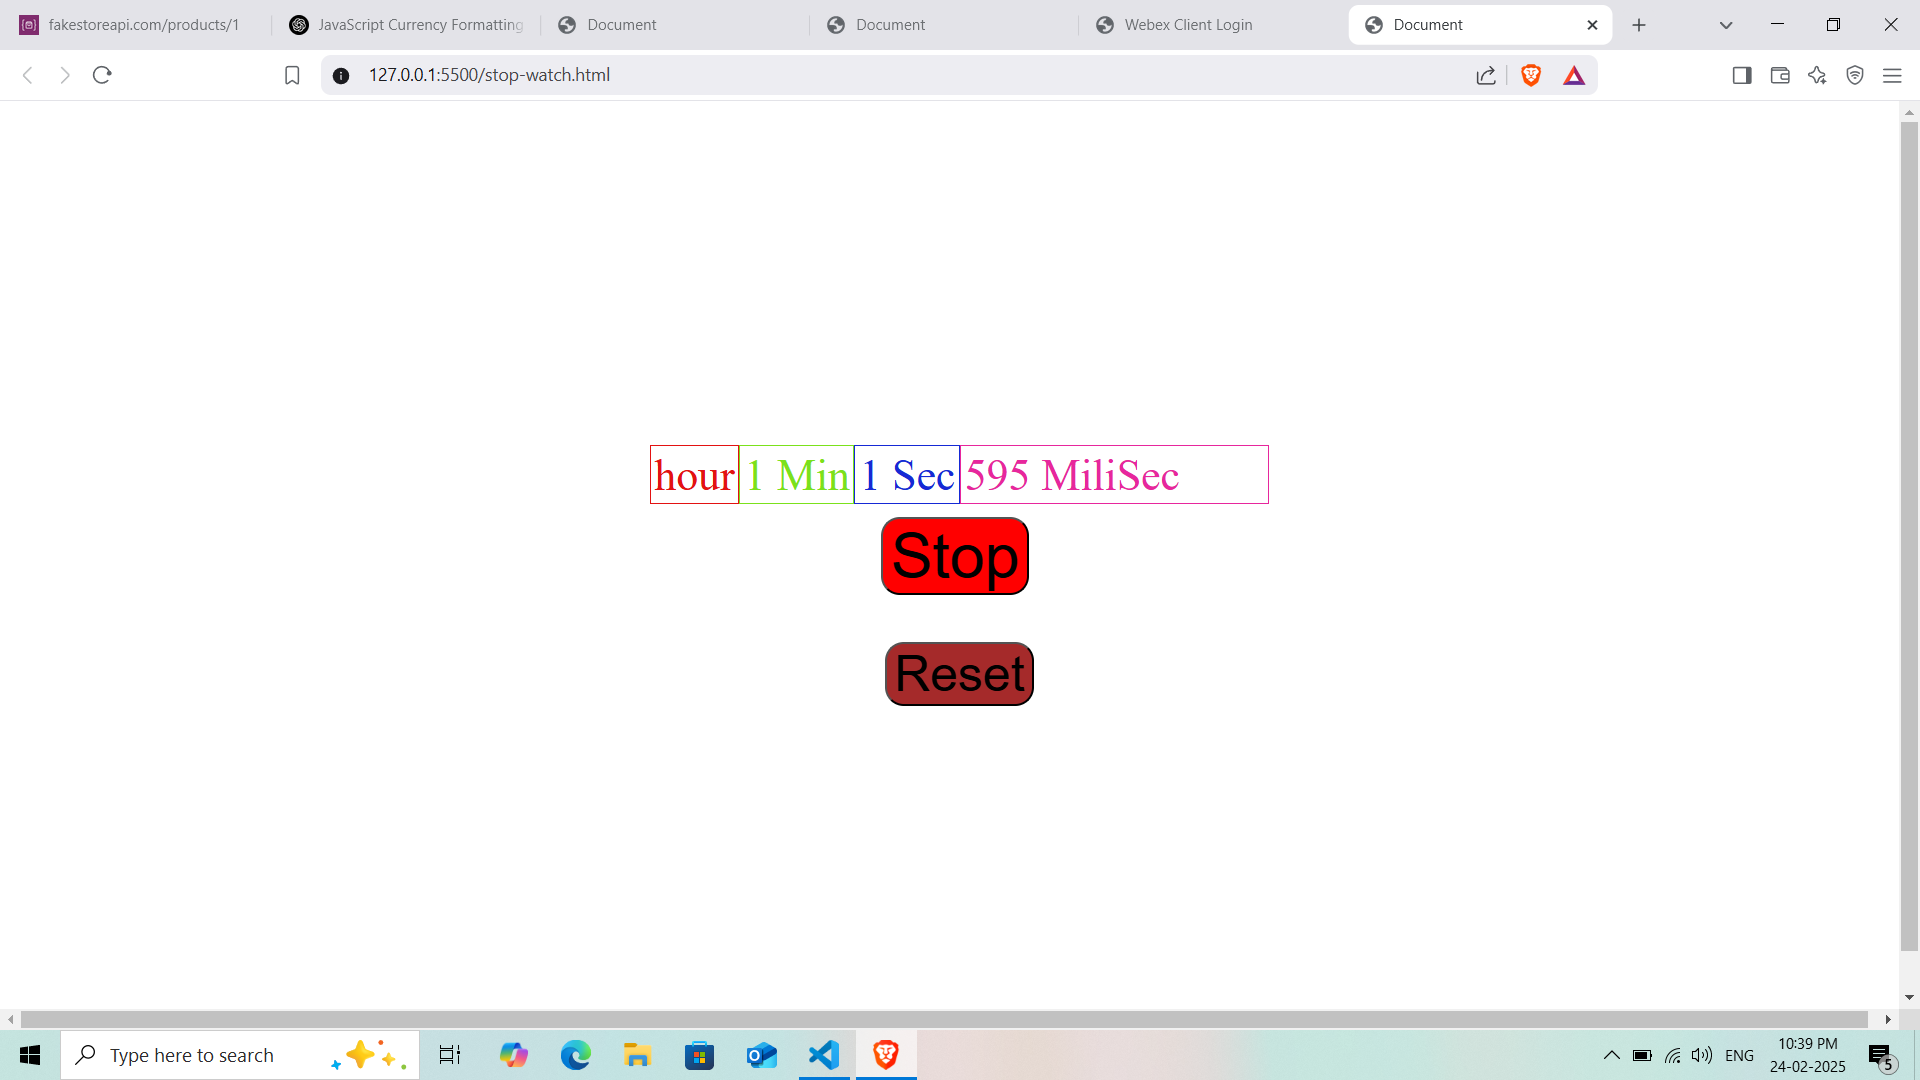 fakestoreapi.com/products/1
JavaScript Currency Formatting
Document
Document
Webex Client Login
Document
127.0.0.1:5500/stop-watch.html
hour 1 Min 1 Sec 595 MiliSec
Stop
Reset
Type here to search
ENG
10:39 PM
24-02-2025
5